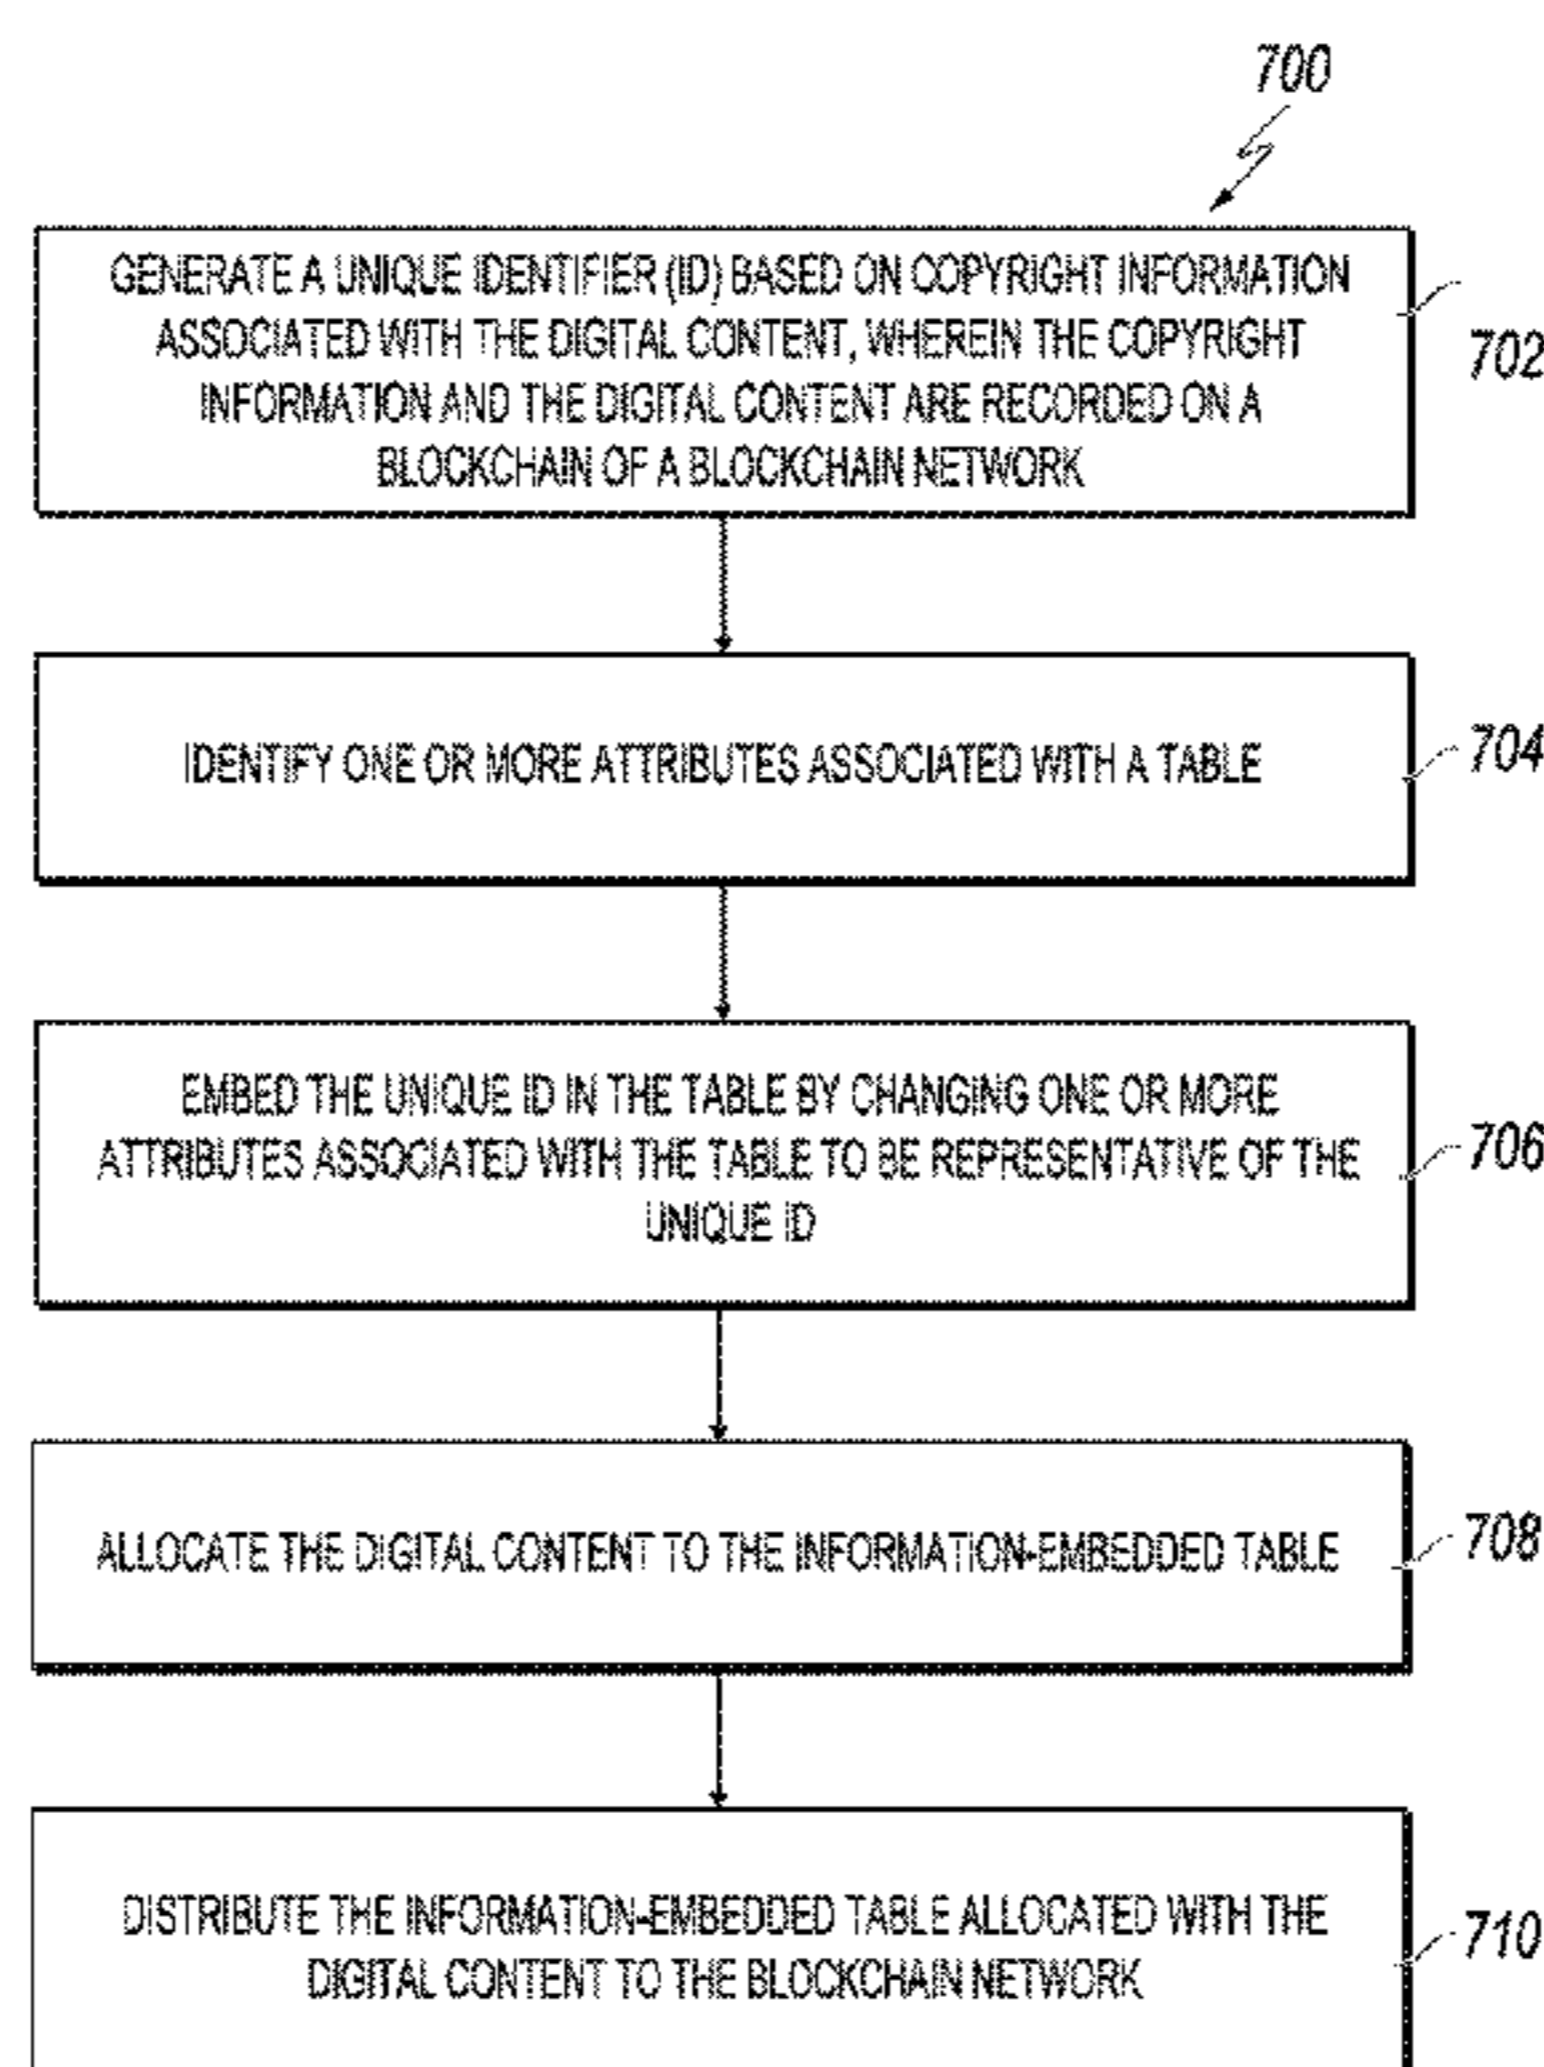 700
GENERATE A UNIQUE IDENTIFIER (ID) BASED ON COPYRIGHT INFORMATION
ASSOCIATED WITH THE DIGITAL CONTENT, WHEREIN THE COPYRIGHT
INFORMATION AND THE DIGITAL CONTENT ARE RECORDED ON A
BLOCKCHAIN OF A BLOCKCHAIN NETWORK
702
IDENTIFY ONE OR MORE ATTRIBUTES ASSOCIATED WITH A TABLE
704
EMBED THE UNIQUE ID IN THE TABLE BY CHANGING ONE OR MORE
ATTRIBUTES ASSOCIATED WITH THE TABLE TO BE REPRESENTATIVE OF THE
UNIQUE ID
706
ALLOCATE THE DIGITAL CONTENT TO THE INFORMATION-EMBEDDED TABLE
708
DISTRIBUTE THE INFORMATION-EMBEDDED TABLE ALLOCATED WITH THE
DIGITAL CONTENT TO THE BLOCKCHAIN NETWORK
710